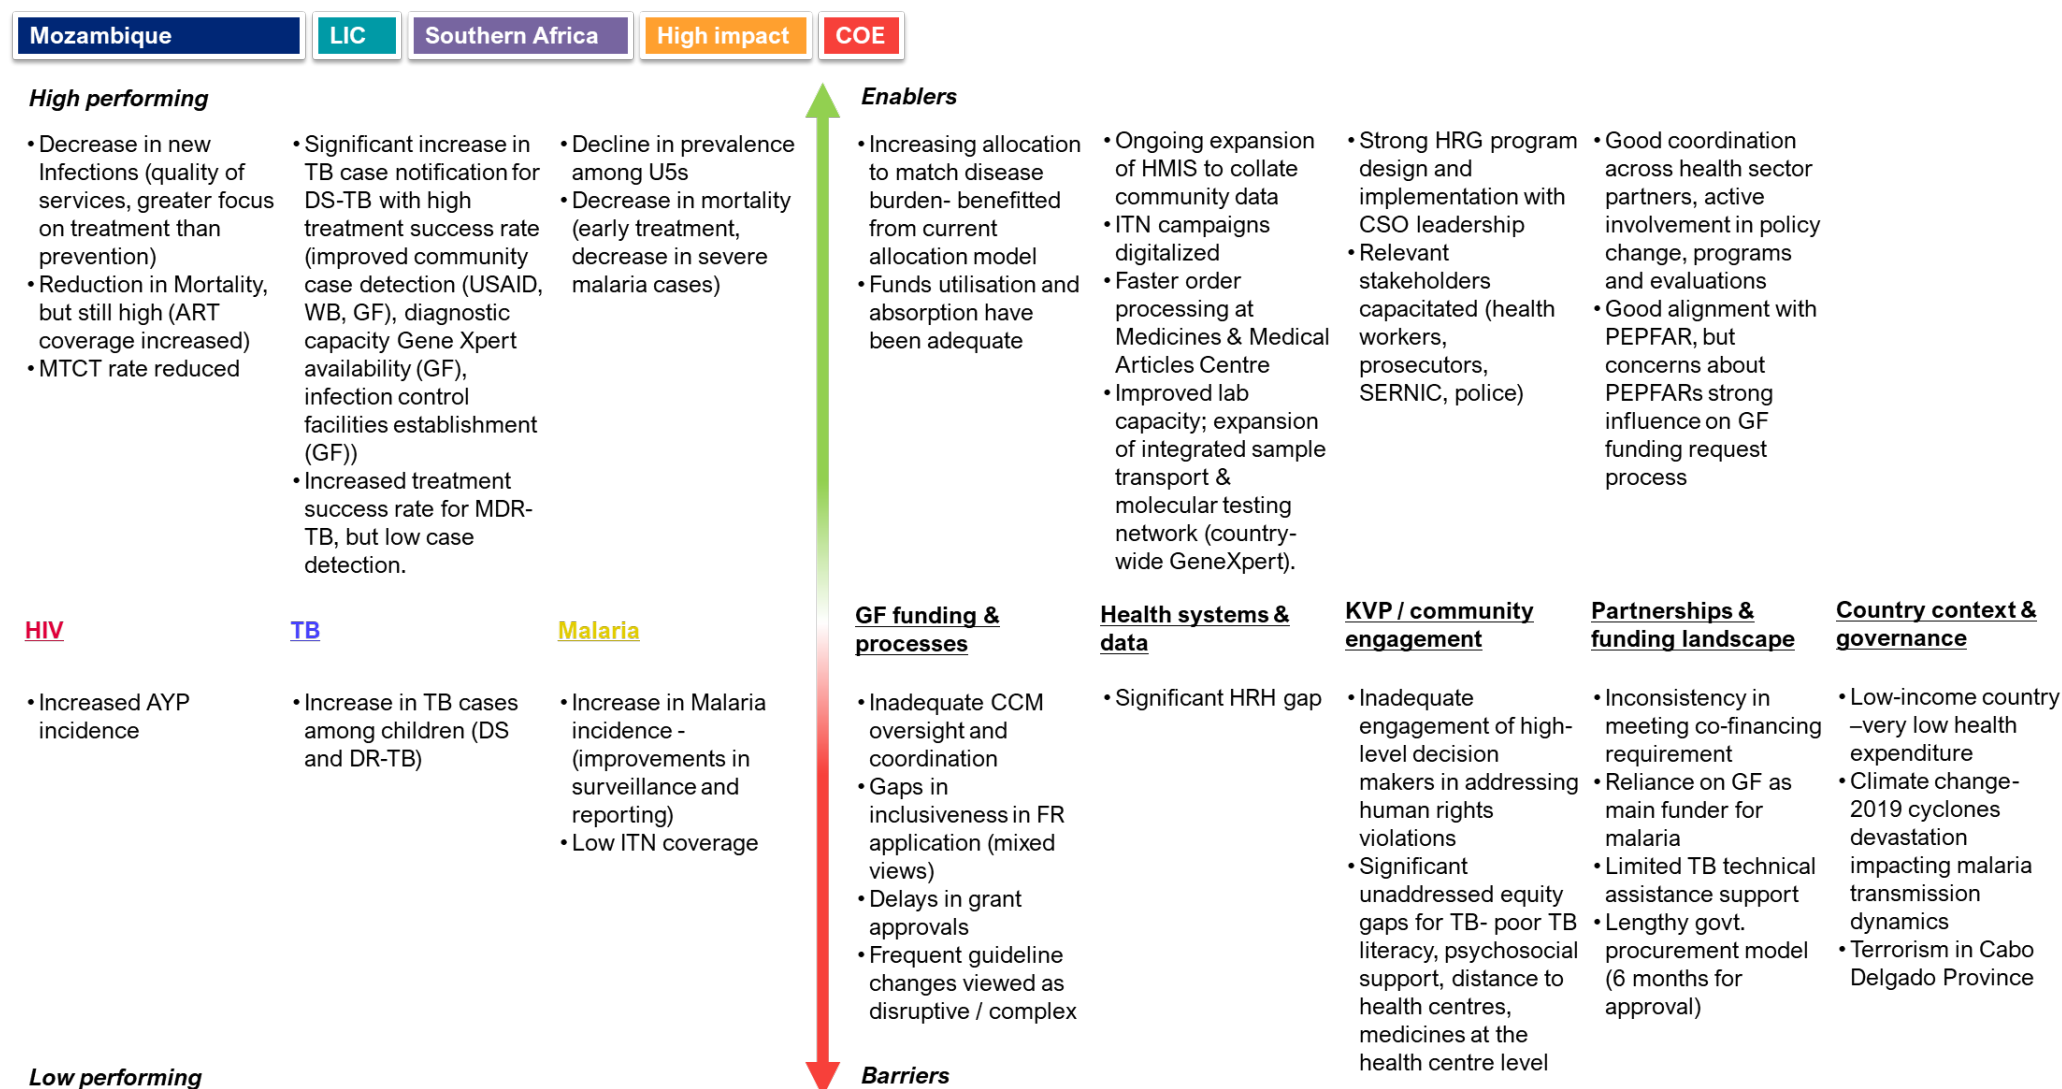 Mozambique
LIC
Southern Africa
High impact
COE
High performing
• Decrease in new
Infections (quality of
services, greater focus
on treatment than
prevention)
• Reduction in Mortality,
but still high (ART
coverage increased)
• MTCT rate reduced
• Significant increase in
TB case notification for
DS-TB with high
treatment success rate
(improved community
case detection (USAID,
WB, GF), diagnostic
capacity Gene Xpert
availability (GF),
infection control
facilities establishment
(GF))
• Increased treatment
success rate for MDR-
TB, but low case
detection.
• Decline in prevalence
among U5s
• Decrease in mortality
(early treatment,
decrease in severe
malaria cases)
Enablers
• Increasing allocation
to match disease
burden- benefitted
from current
allocation model
• Funds utilisation and
absorption have
been adequate
• Ongoing expansion
of HMIS to collate
community data
• ITN campaigns
digitalized
• Faster order
processing at
Medicines & Medical
Articles Centre
• Improved lab
capacity; expansion
of integrated sample
transport &
molecular testing
network (country-
wide GeneXpert).
• Strong HRG program
design and
implementation with
CSO leadership
• Relevant
stakeholders
capacitated (health
workers,
prosecutors,
SERNIC, police)
• Good coordination
across health sector
partners, active
involvement in policy
change, programs
and evaluations
• Good alignment with
PEPFAR, but
concerns about
PEPFARs strong
influence on GF
funding request
process
HIV
TB
Malaria
GF funding &
processes
Health systems &
data
KVP / community
engagement
Partnerships &
funding landscape
Country context &
governance
• Increased AYP
incidence
• Increase in TB cases
among children (DS
and DR-TB)
• Increase in Malaria
incidence -
(improvements in
surveillance and
reporting)
• Low ITN coverage
• Inadequate CCM
oversight and
coordination
• Gaps in
inclusiveness in FR
application (mixed
views)
• Delays in grant
approvals
• Frequent guideline
changes viewed as
disruptive / complex
• Significant HRH gap
• Inadequate
engagement of high-
level decision
makers in addressing
human rights
violations
• Significant
unaddressed equity
gaps for TB- poor TB
literacy, psychosocial
support, distance to
health centres,
medicines at the
health centre level
• Inconsistency in
meeting co-financing
requirement
• Reliance on GF as
main funder for
malaria
• Limited TB technical
assistance support
• Lengthy govt.
procurement model
(6 months for
approval)
• Low-income country
–very low health
expenditure
• Climate change-
2019 cyclones
devastation
impacting malaria
transmission
dynamics
• Terrorism in Cabo
Delgado Province
Low performing
Barriers